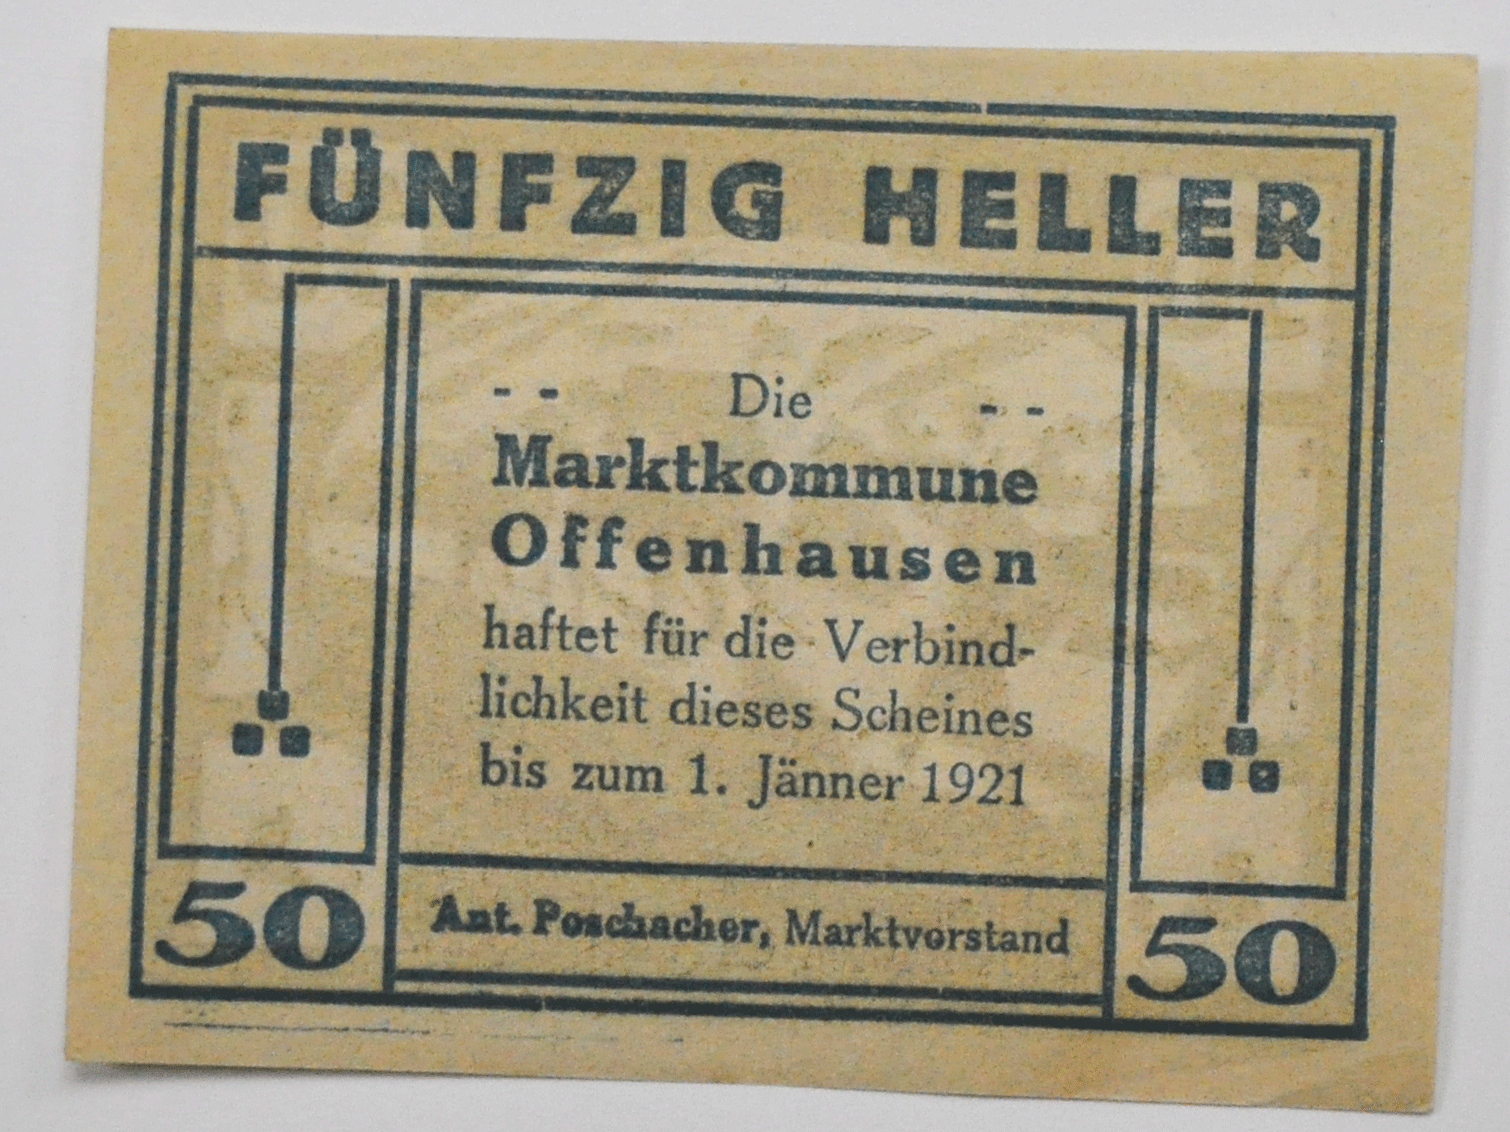 FÜNFZIG HELLER
- - Die - -
Marktkommune
Offenhausen
haftet für die Verbind-
lichkeit dieses Scheines
bis zum 1. Jänner 1921
50 Ant. Poschacher, Marktvorstand 50